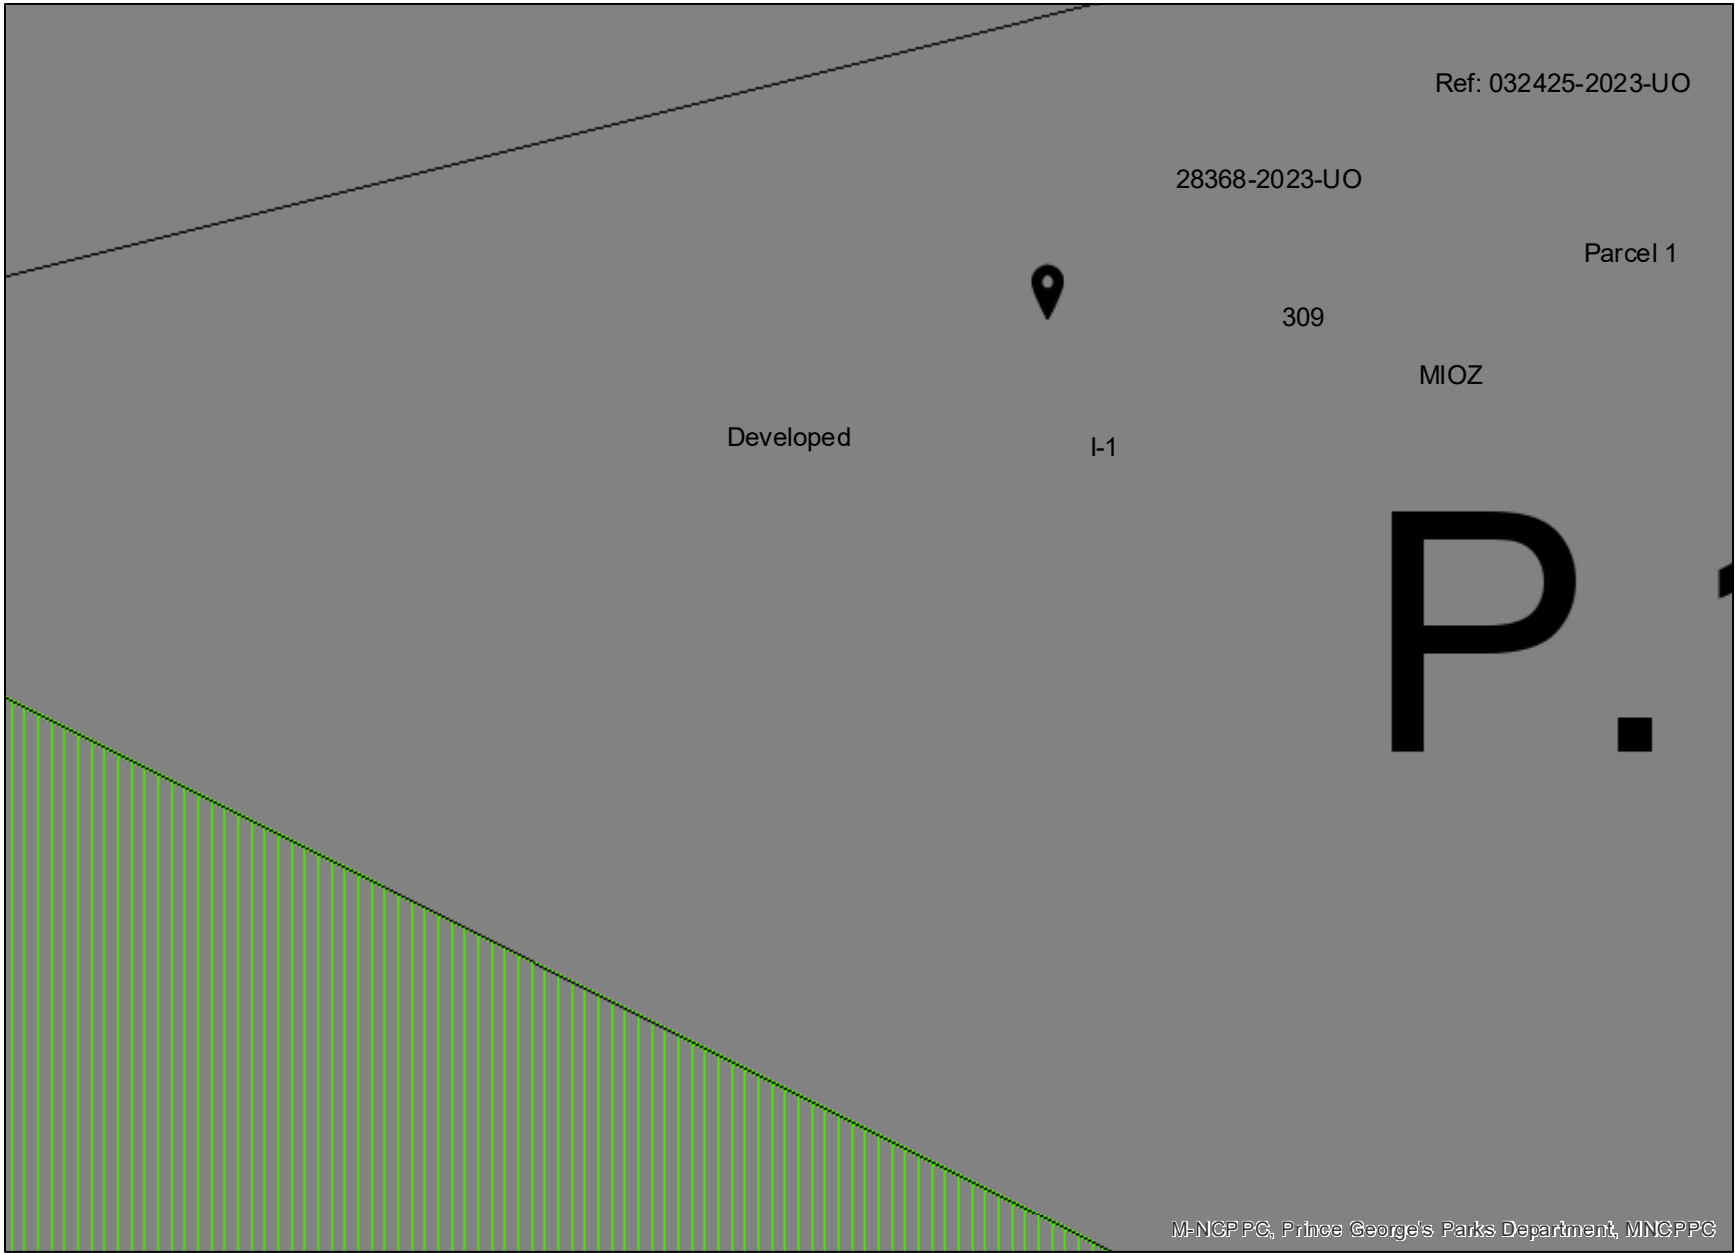 Ref: 032425-2023-UO
28368-2023-UO
Parcel 1
309
MIOZ
Developed
I-1
P.
M-NCPPC, Prince George's Parks Department, MNCPPC